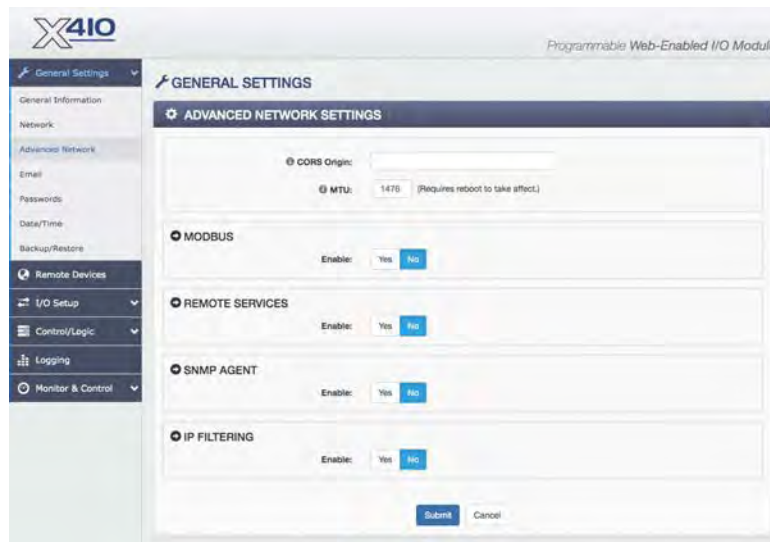 X410
Programmable Web-Enabled I/O Modul
General Settings
General Information
Network
Advanced Network
Email
Passwords
Date/Time
Backup/Restore
Remote Devices
I/O Setup
Control/Logic
Logging
Monitor & Control
GENERAL SETTINGS
ADVANCED NETWORK SETTINGS
CORS Origin:
MTU: 1476 (Requires reboot to take affect.)
MODBUS
Enable: Yes No
REMOTE SERVICES
Enable: Yes No
SNMP AGENT
Enable: Yes No
IP FILTERING
Enable: Yes No
Submit Cancel